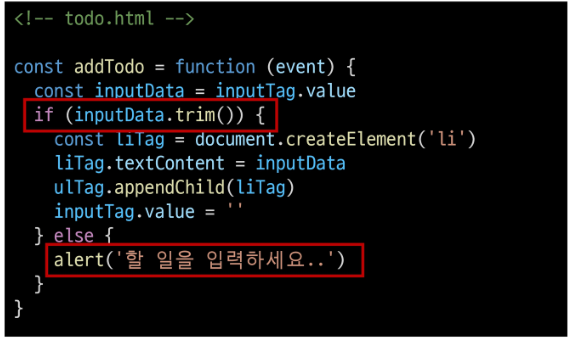 <!-- todo.html -->
const addTodo = function (event) {
const inputData = inputTag.value
if (inputData.trim()) {
const liTag = document.createElement('li')
liTag.textContent = inputData
ulTag.appendChild(liTag)
inputTag.value = ''
} else {
alert('할 일을 입력하세요..')
}
}